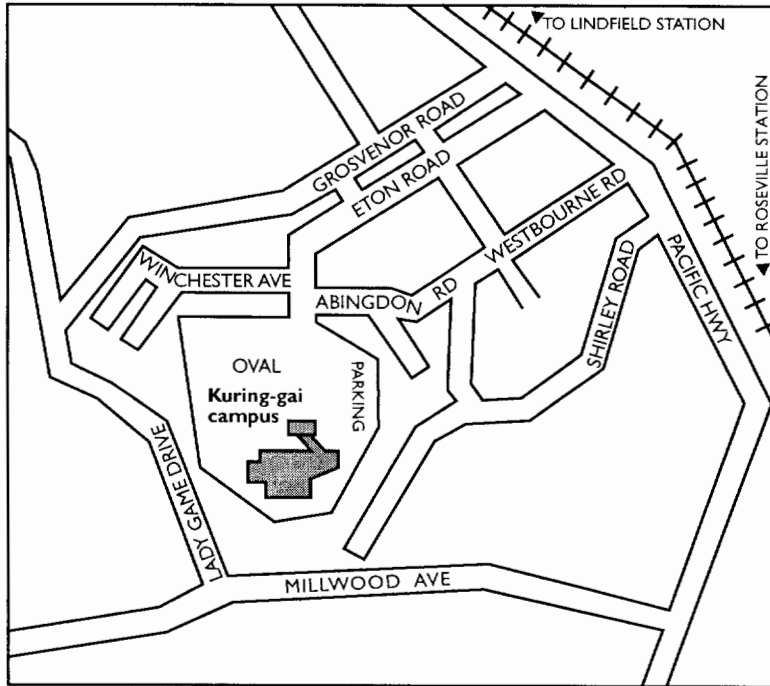 TO LINDFIELD STATION
TO ROSEVILLE STATION
GROSVENOR ROAD
ETON ROAD
WESTBOURNE RD
WINCHESTER AVE
ABINGDON RD
SHIRLEY ROAD
PACIFIC HWY
OVAL
PARKING
Kuring-gai
campus
LADY GAME DRIVE
MILLWOOD AVE